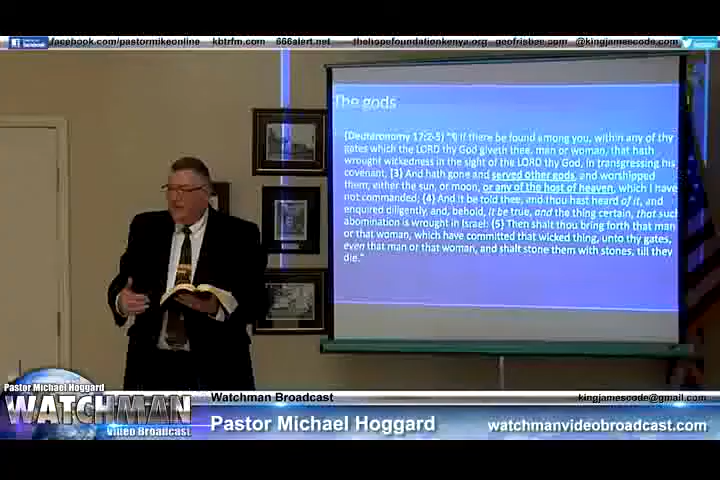 facebook.com/pastormikeonline kbtrfm.com 666alert.net thehopefoundationkenya.org geofrisbee.com @kingjamescode
The gods
(Deuteronomy 17:2-5) "¶ If there be found among you, within any of thy
gates which the LORD thy God giveth thee, man or woman, that hath
wrought wickedness in the sight of the LORD thy God, in transgressing his
covenant, (3) And hath gone and served other gods, and worshipped
them, either the sun, or moon, or any of the host of heaven, which I have
not commanded; (4) And it be told thee, and thou hast heard of it, and
enquired diligently, and, behold, it be true, and the thing certain, that such
abomination is wrought in Israel: (5) Then shalt thou bring forth that man
or that woman, which have committed that wicked thing, unto thy gates,
even that man or that woman, and shalt stone them with stones, till they
die."
Pastor Michael Hoggard
WATCHMAN
Video Broadcast
Watchman Broadcast
kingjamescode@gmail.com
Pastor Michael Hoggard
watchmanvideobroadcast.com